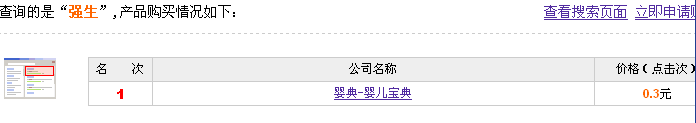 查询的是“强生”,产品购买情况如下： 查看搜索页面 立即申请
名 次 公司名称 价格（点击次）
1 婴典-婴儿宝典 0.3元